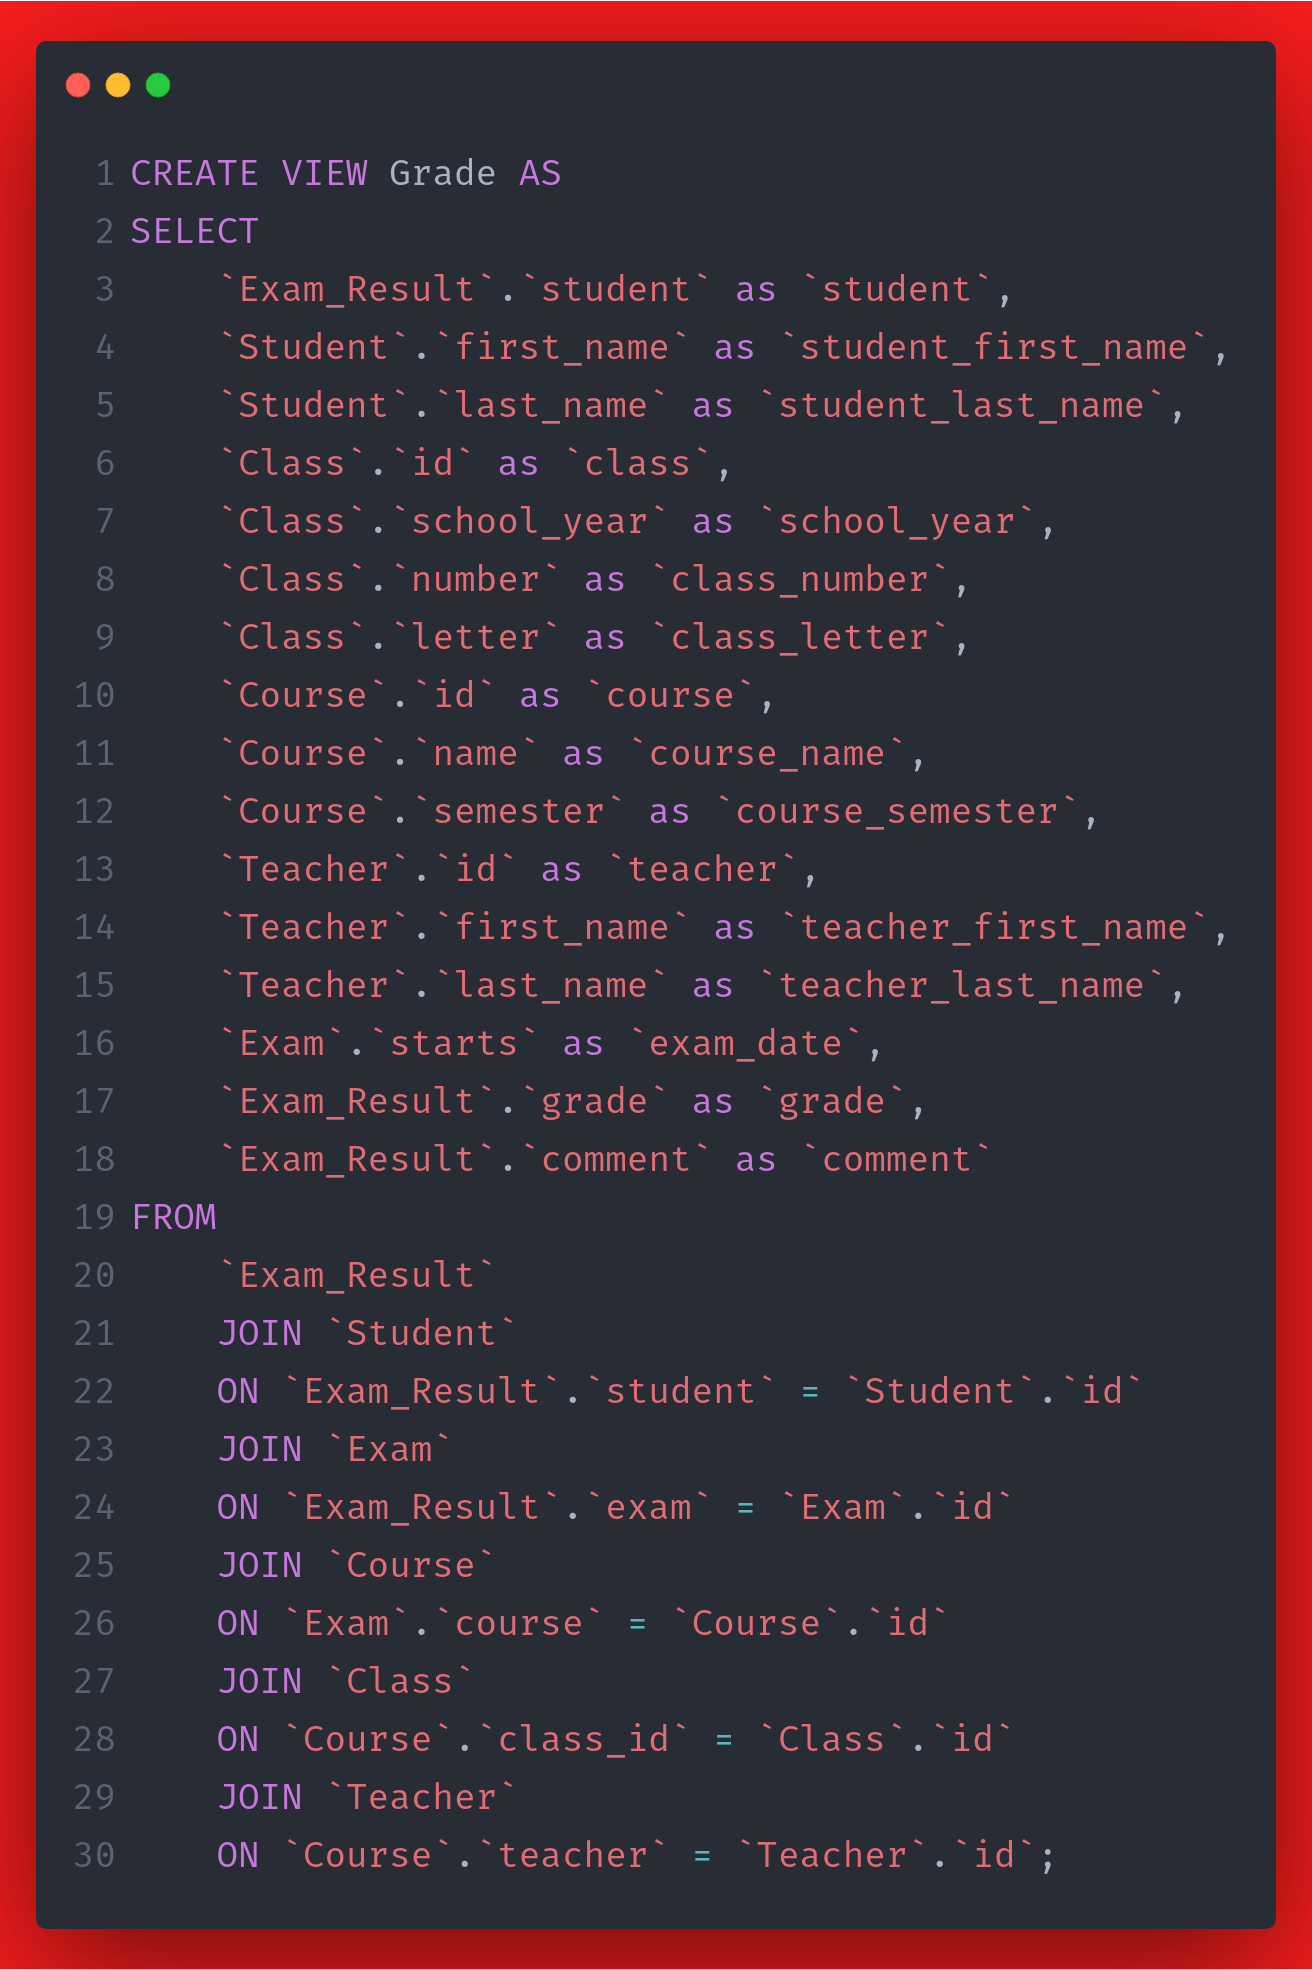 1 CREATE VIEW Grade AS
2 SELECT
3     `Exam_Result`.`student` as `student`,
4     `Student`.`first_name` as `student_first_name`,
5     `Student`.`last_name` as `student_last_name`,
6     `Class`.`id` as `class`,
7     `Class`.`school_year` as `school_year`,
8     `Class`.`number` as `class_number`,
9     `Class`.`letter` as `class_letter`,
10     `Course`.`id` as `course`,
11     `Course`.`name` as `course_name`,
12     `Course`.`semester` as `course_semester`,
13     `Teacher`.`id` as `teacher`,
14     `Teacher`.`first_name` as `teacher_first_name`,
15     `Teacher`.`last_name` as `teacher_last_name`,
16     `Exam`.`starts` as `exam_date`,
17     `Exam_Result`.`grade` as `grade`,
18     `Exam_Result`.`comment` as `comment`
19 FROM
20     `Exam_Result`
21     JOIN `Student`
22     ON `Exam_Result`.`student` = `Student`.`id`
23     JOIN `Exam`
24     ON `Exam_Result`.`exam` = `Exam`.`id`
25     JOIN `Course`
26     ON `Exam`.`course` = `Course`.`id`
27     JOIN `Class`
28     ON `Course`.`class_id` = `Class`.`id`
29     JOIN `Teacher`
30     ON `Course`.`teacher` = `Teacher`.`id`;